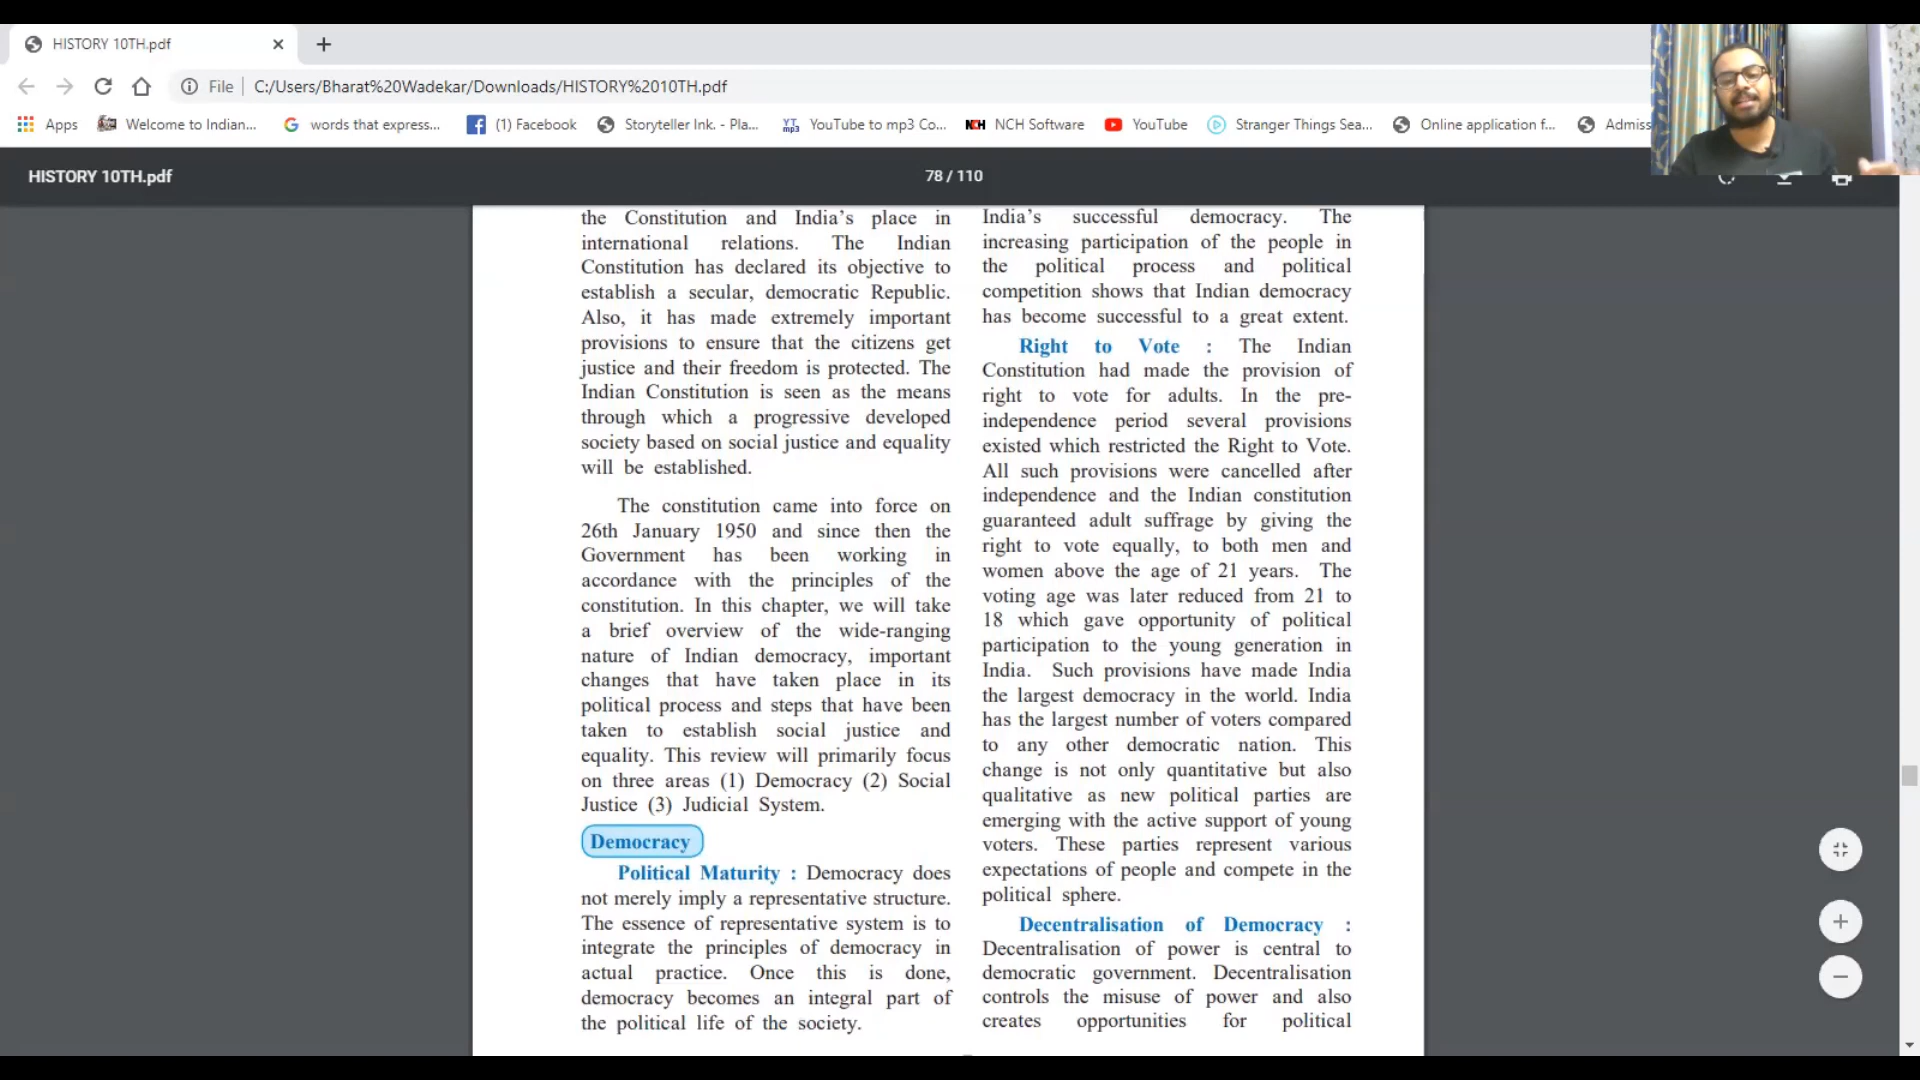 HISTORY 10TH.pdf
File
C:/Users/Bharat%20Wadekar/Downloads/HISTORY%2010TH.pdf
Apps
Welcome to Indian...
words that express...
(1) Facebook
Storyteller Ink. - Pla...
YT mp3
YouTube to mp3 Co...
NCH
NCH Software
YouTube
Stranger Things Sea...
Online application f...
Admiss
HISTORY 10TH.pdf
78 / 110
the Constitution and India's place in
international relations. The Indian
Constitution has declared its objective to
establish a secular, democratic Republic.
Also, it has made extremely important
provisions to ensure that the citizens get
justice and their freedom is protected. The
Indian Constitution is seen as the means
through which a progressive developed
society based on social justice and equality
will be established.
The constitution came into force on
26th January 1950 and since then the
Government has been working in
accordance with the principles of the
constitution. In this chapter, we will take
a brief overview of the wide-ranging
nature of Indian democracy, important
changes that have taken place in its
political process and steps that have been
taken to establish social justice and
equality. This review will primarily focus
on three areas (1) Democracy (2) Social
Justice (3) Judicial System.
Democracy
Political Maturity : Democracy does
not merely imply a representative structure.
The essence of representative system is to
integrate the principles of democracy in
actual practice. Once this is done,
democracy becomes an integral part of
the political life of the society.
India's successful democracy. The
increasing participation of the people in
the political process and political
competition shows that Indian democracy
has become successful to a great extent.
Right to Vote : The Indian
Constitution had made the provision of
right to vote for adults. In the pre-
independence period several provisions
existed which restricted the Right to Vote.
All such provisions were cancelled after
independence and the Indian constitution
guaranteed adult suffrage by giving the
right to vote equally, to both men and
women above the age of 21 years. The
voting age was later reduced from 21 to
18 which gave opportunity of political
participation to the young generation in
India. Such provisions have made India
the largest democracy in the world. India
has the largest number of voters compared
to any other democratic nation. This
change is not only quantitative but also
qualitative as new political parties are
emerging with the active support of young
voters. These parties represent various
expectations of people and compete in the
political sphere.
Decentralisation of Democracy :
Decentralisation of power is central to
democratic government. Decentralisation
controls the misuse of power and also
creates opportunities for political